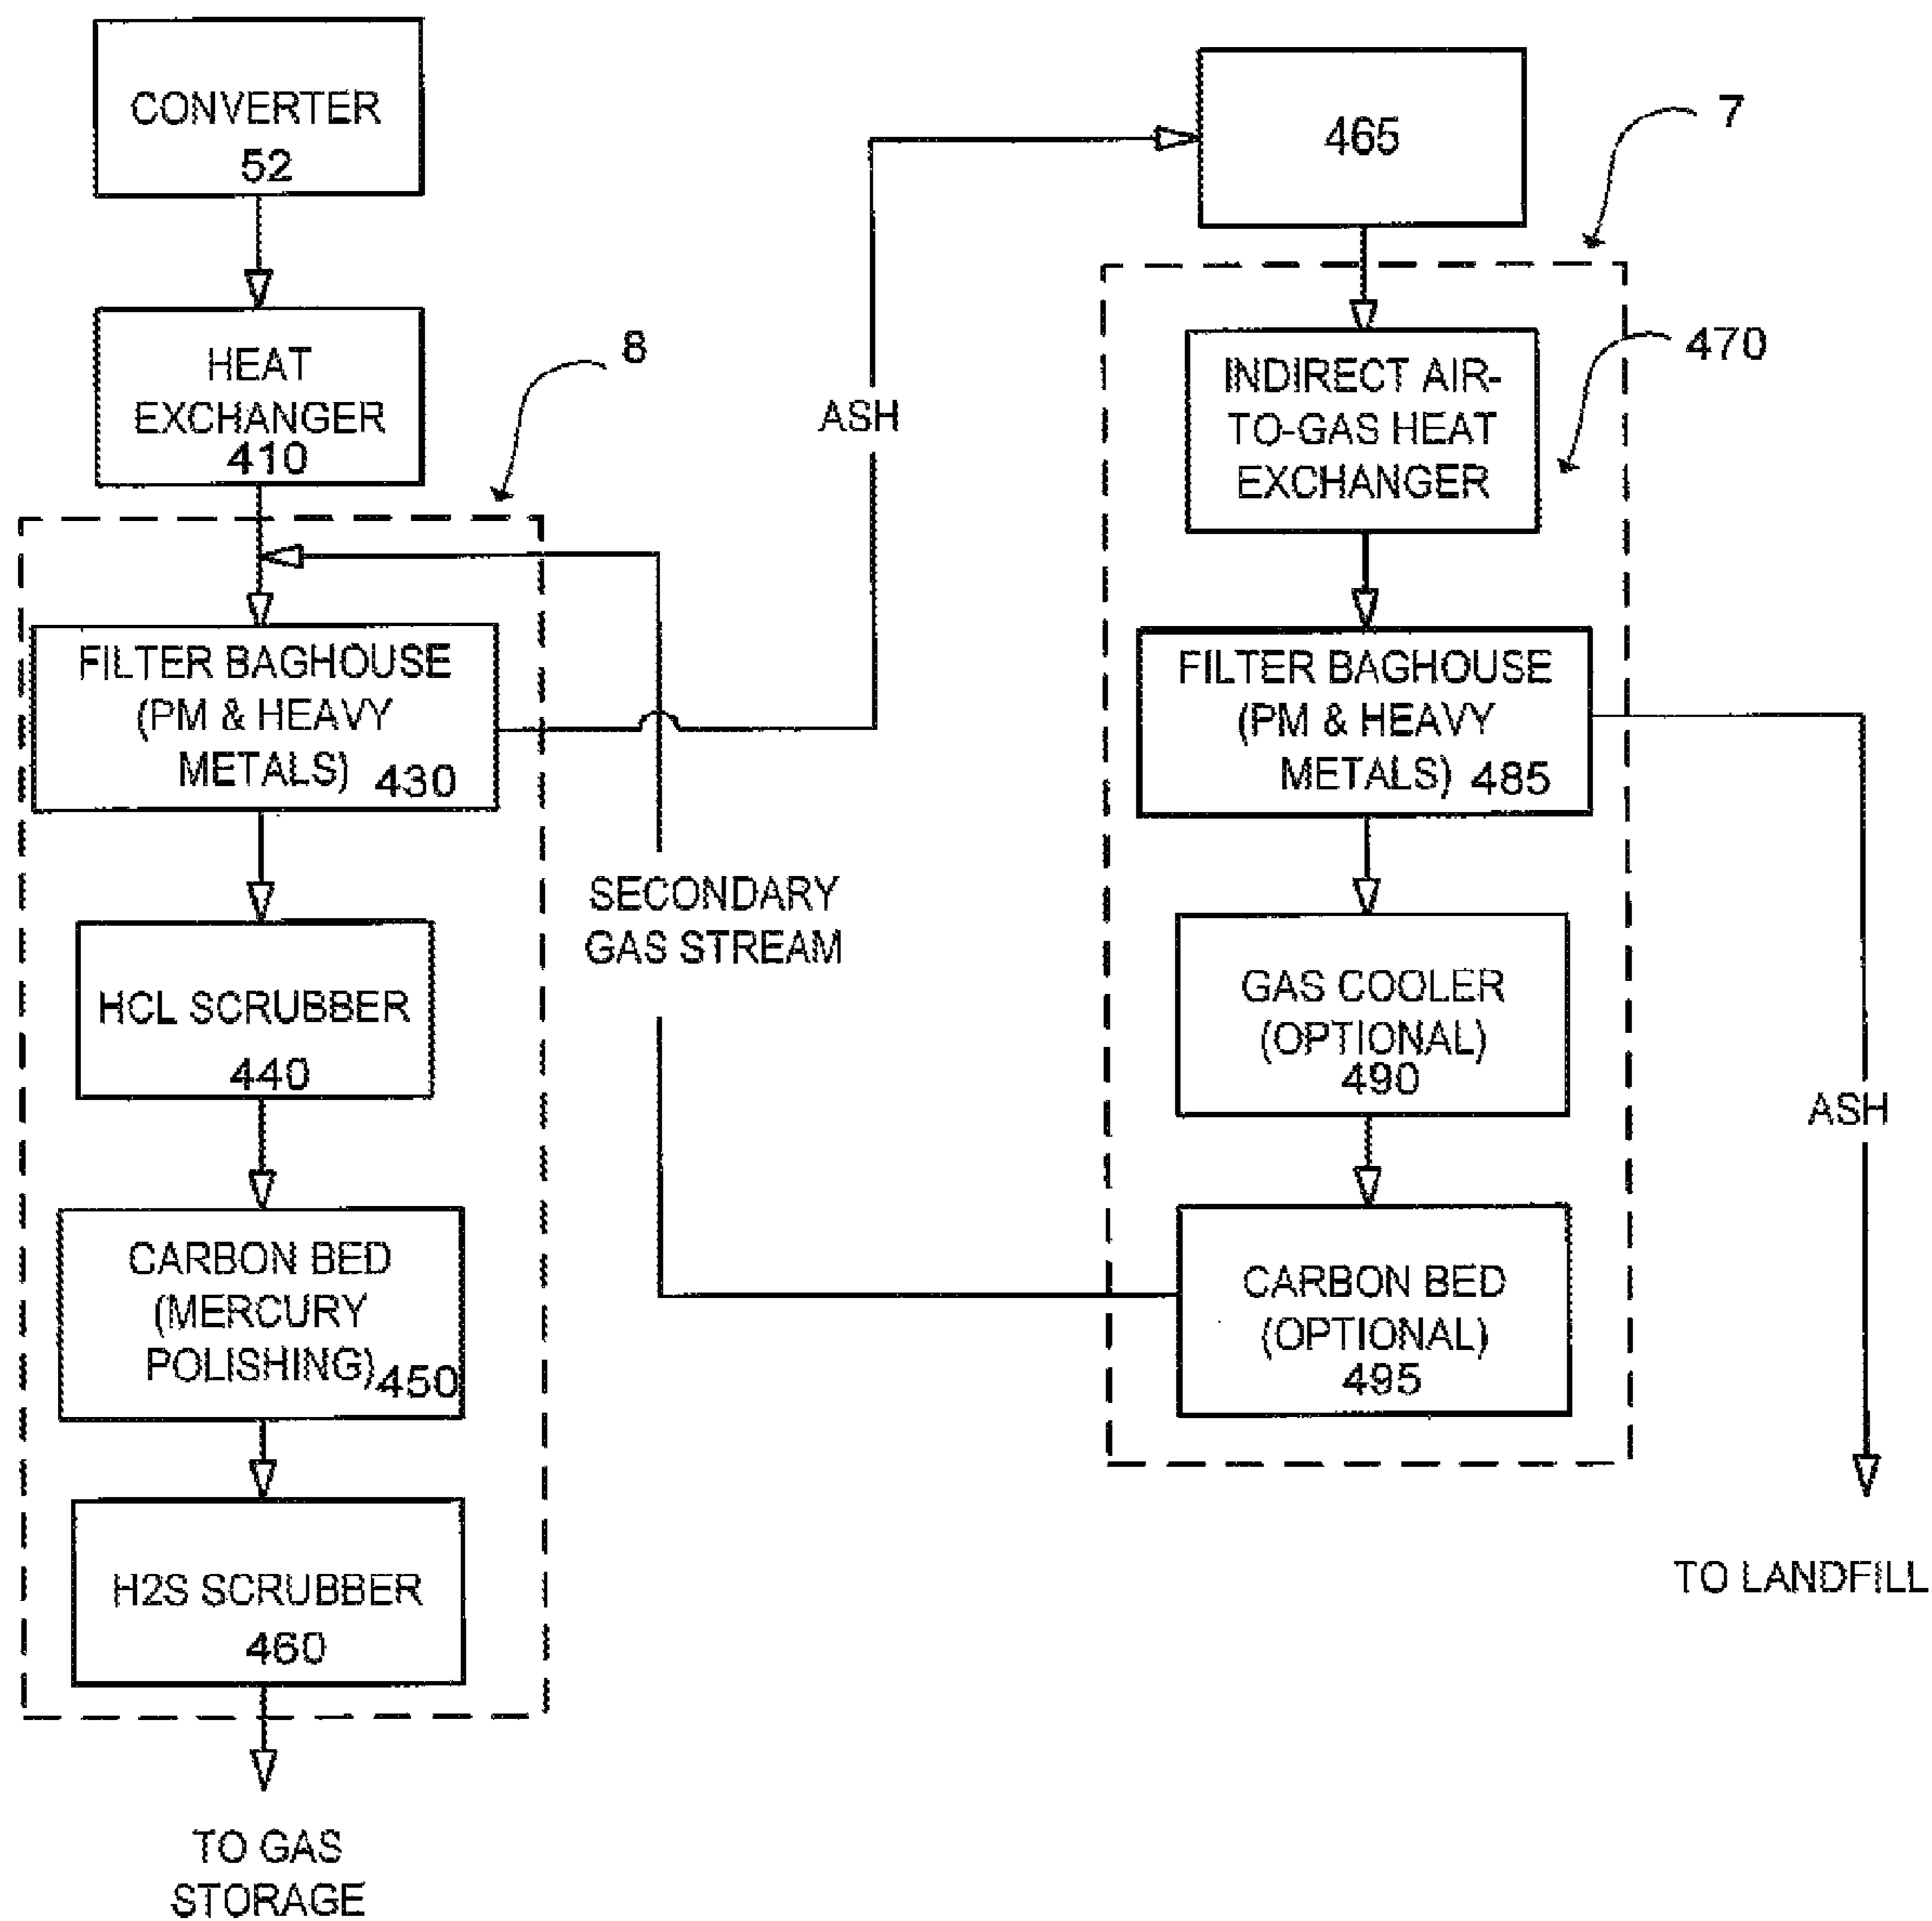 CONVERTER
52
HEAT
EXCHANGER
410
8
FILTER BAGHOUSE
(PM & HEAVY
METALS) 430
HCL SCRUBBER
440
CARBON BED
(MERCURY
POLISHING) 450
H2S SCRUBBER
460
TO GAS
STORAGE
ASH
SECONDARY
GAS STREAM
465
7
470
INDIRECT AIR-
TO-GAS HEAT
EXCHANGER
FILTER BAGHOUSE
(PM & HEAVY
METALS) 485
GAS COOLER
(OPTIONAL)
490
CARBON BED
(OPTIONAL)
495
ASH
TO LANDFILL